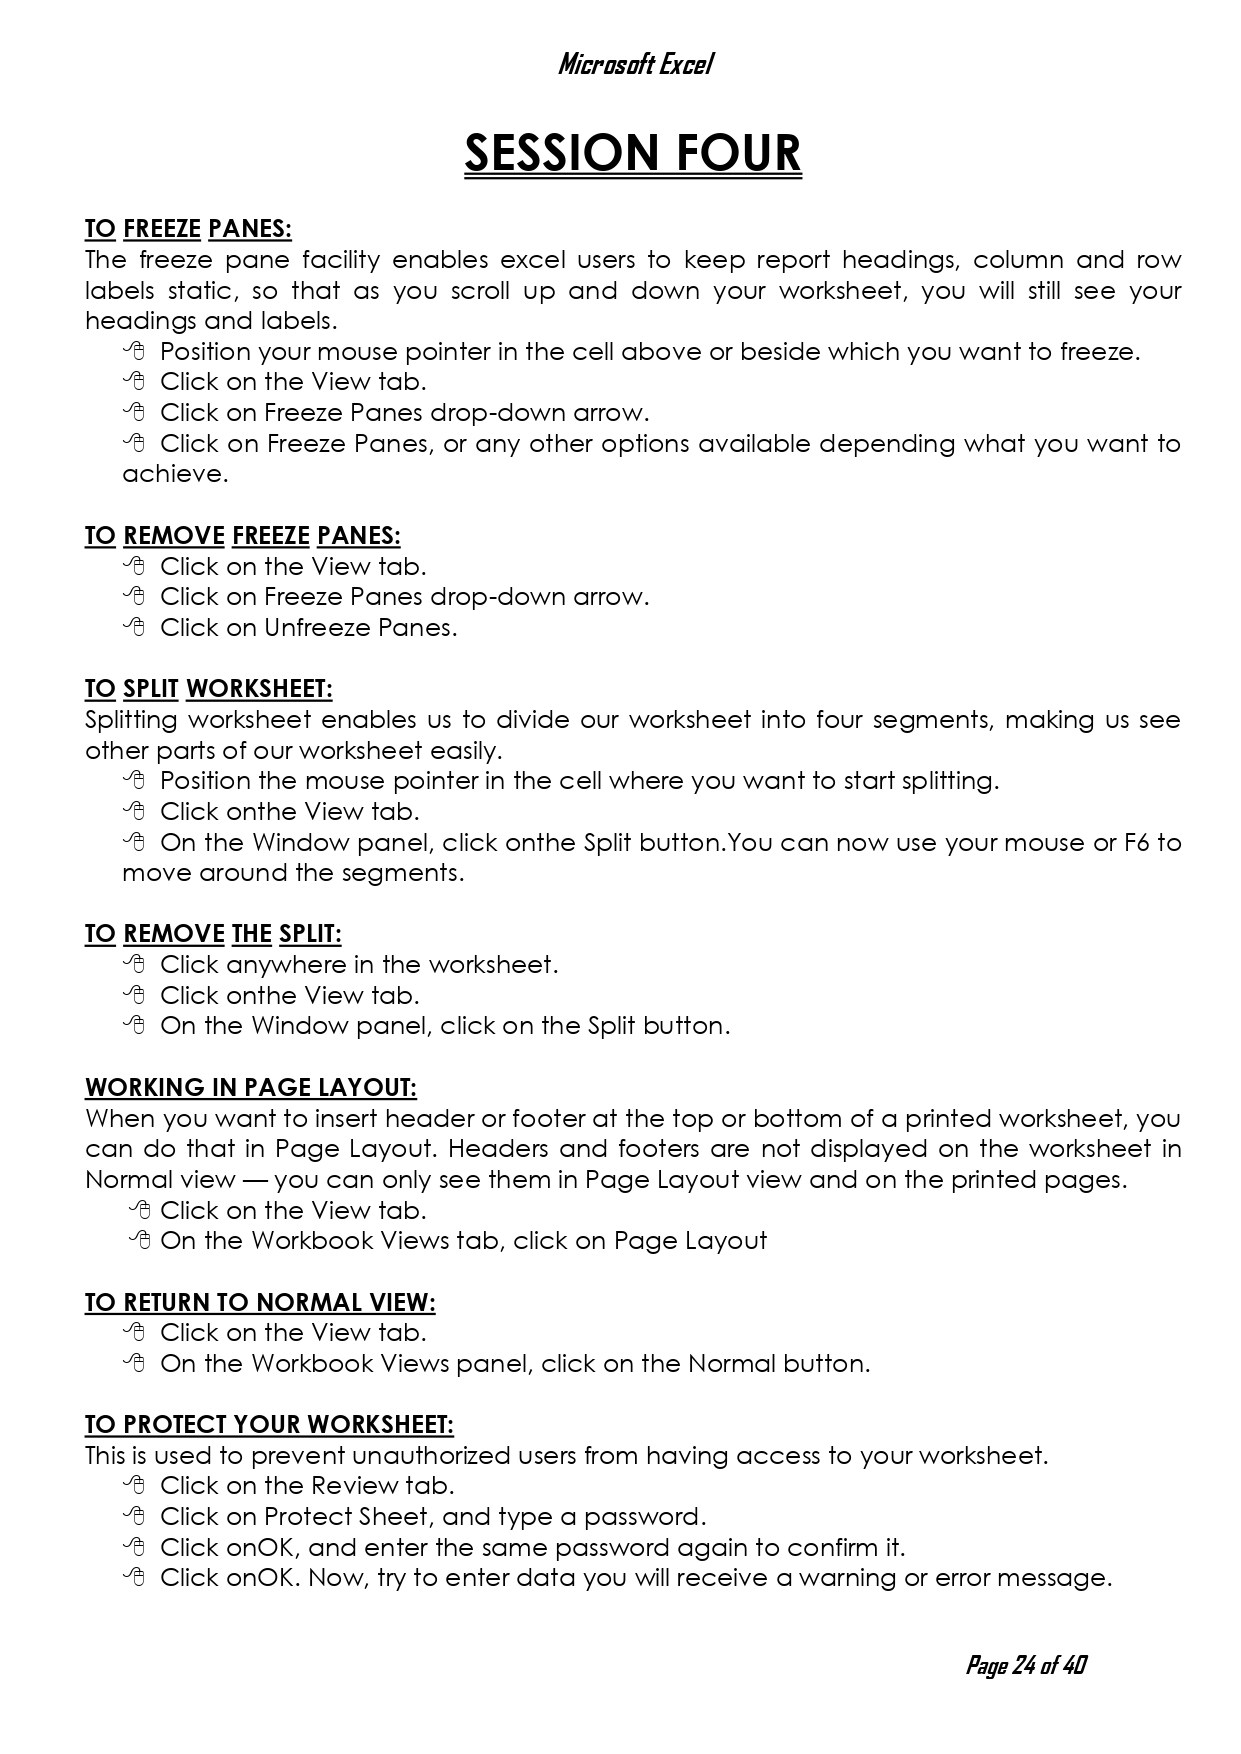 Microsoft Excel
SESSION FOUR
TO FREEZE PANES:
The freeze pane facility enables excel users to keep report headings, column and row
labels static, so that as you scroll up and down your worksheet, you will still see your
headings and labels.
Position your mouse pointer in the cell above or beside which you want to freeze.
Click on the View tab.
Click on Freeze Panes drop-down arrow.
Click on Freeze Panes, or any other options available depending what you want to
achieve.
TO REMOVE FREEZE PANES:
Click on the View tab.
Click on Freeze Panes drop-down arrow.
Click on Unfreeze Panes.
TO SPLIT WORKSHEET:
Splitting worksheet enables us to divide our worksheet into four segments, making us see
other parts of our worksheet easily.
Position the mouse pointer in the cell where you want to start splitting.
Click onthe View tab.
On the Window panel, click onthe Split button.You can now use your mouse or F6 to
move around the segments.
TO REMOVE THE SPLIT:
Click anywhere in the worksheet.
Click onthe View tab.
On the Window panel, click on the Split button.
WORKING IN PAGE LAYOUT:
When you want to insert header or footer at the top or bottom of a printed worksheet, you
can do that in Page Layout. Headers and footers are not displayed on the worksheet in
Normal view — you can only see them in Page Layout view and on the printed pages.
Click on the View tab.
On the Workbook Views tab, click on Page Layout
TO RETURN TO NORMAL VIEW:
Click on the View tab.
On the Workbook Views panel, click on the Normal button.
TO PROTECT YOUR WORKSHEET:
This is used to prevent unauthorized users from having access to your worksheet.
Click on the Review tab.
Click on Protect Sheet, and type a password.
Click onOK, and enter the same password again to confirm it.
Click onOK. Now, try to enter data you will receive a warning or error message.
Page 24 of 40